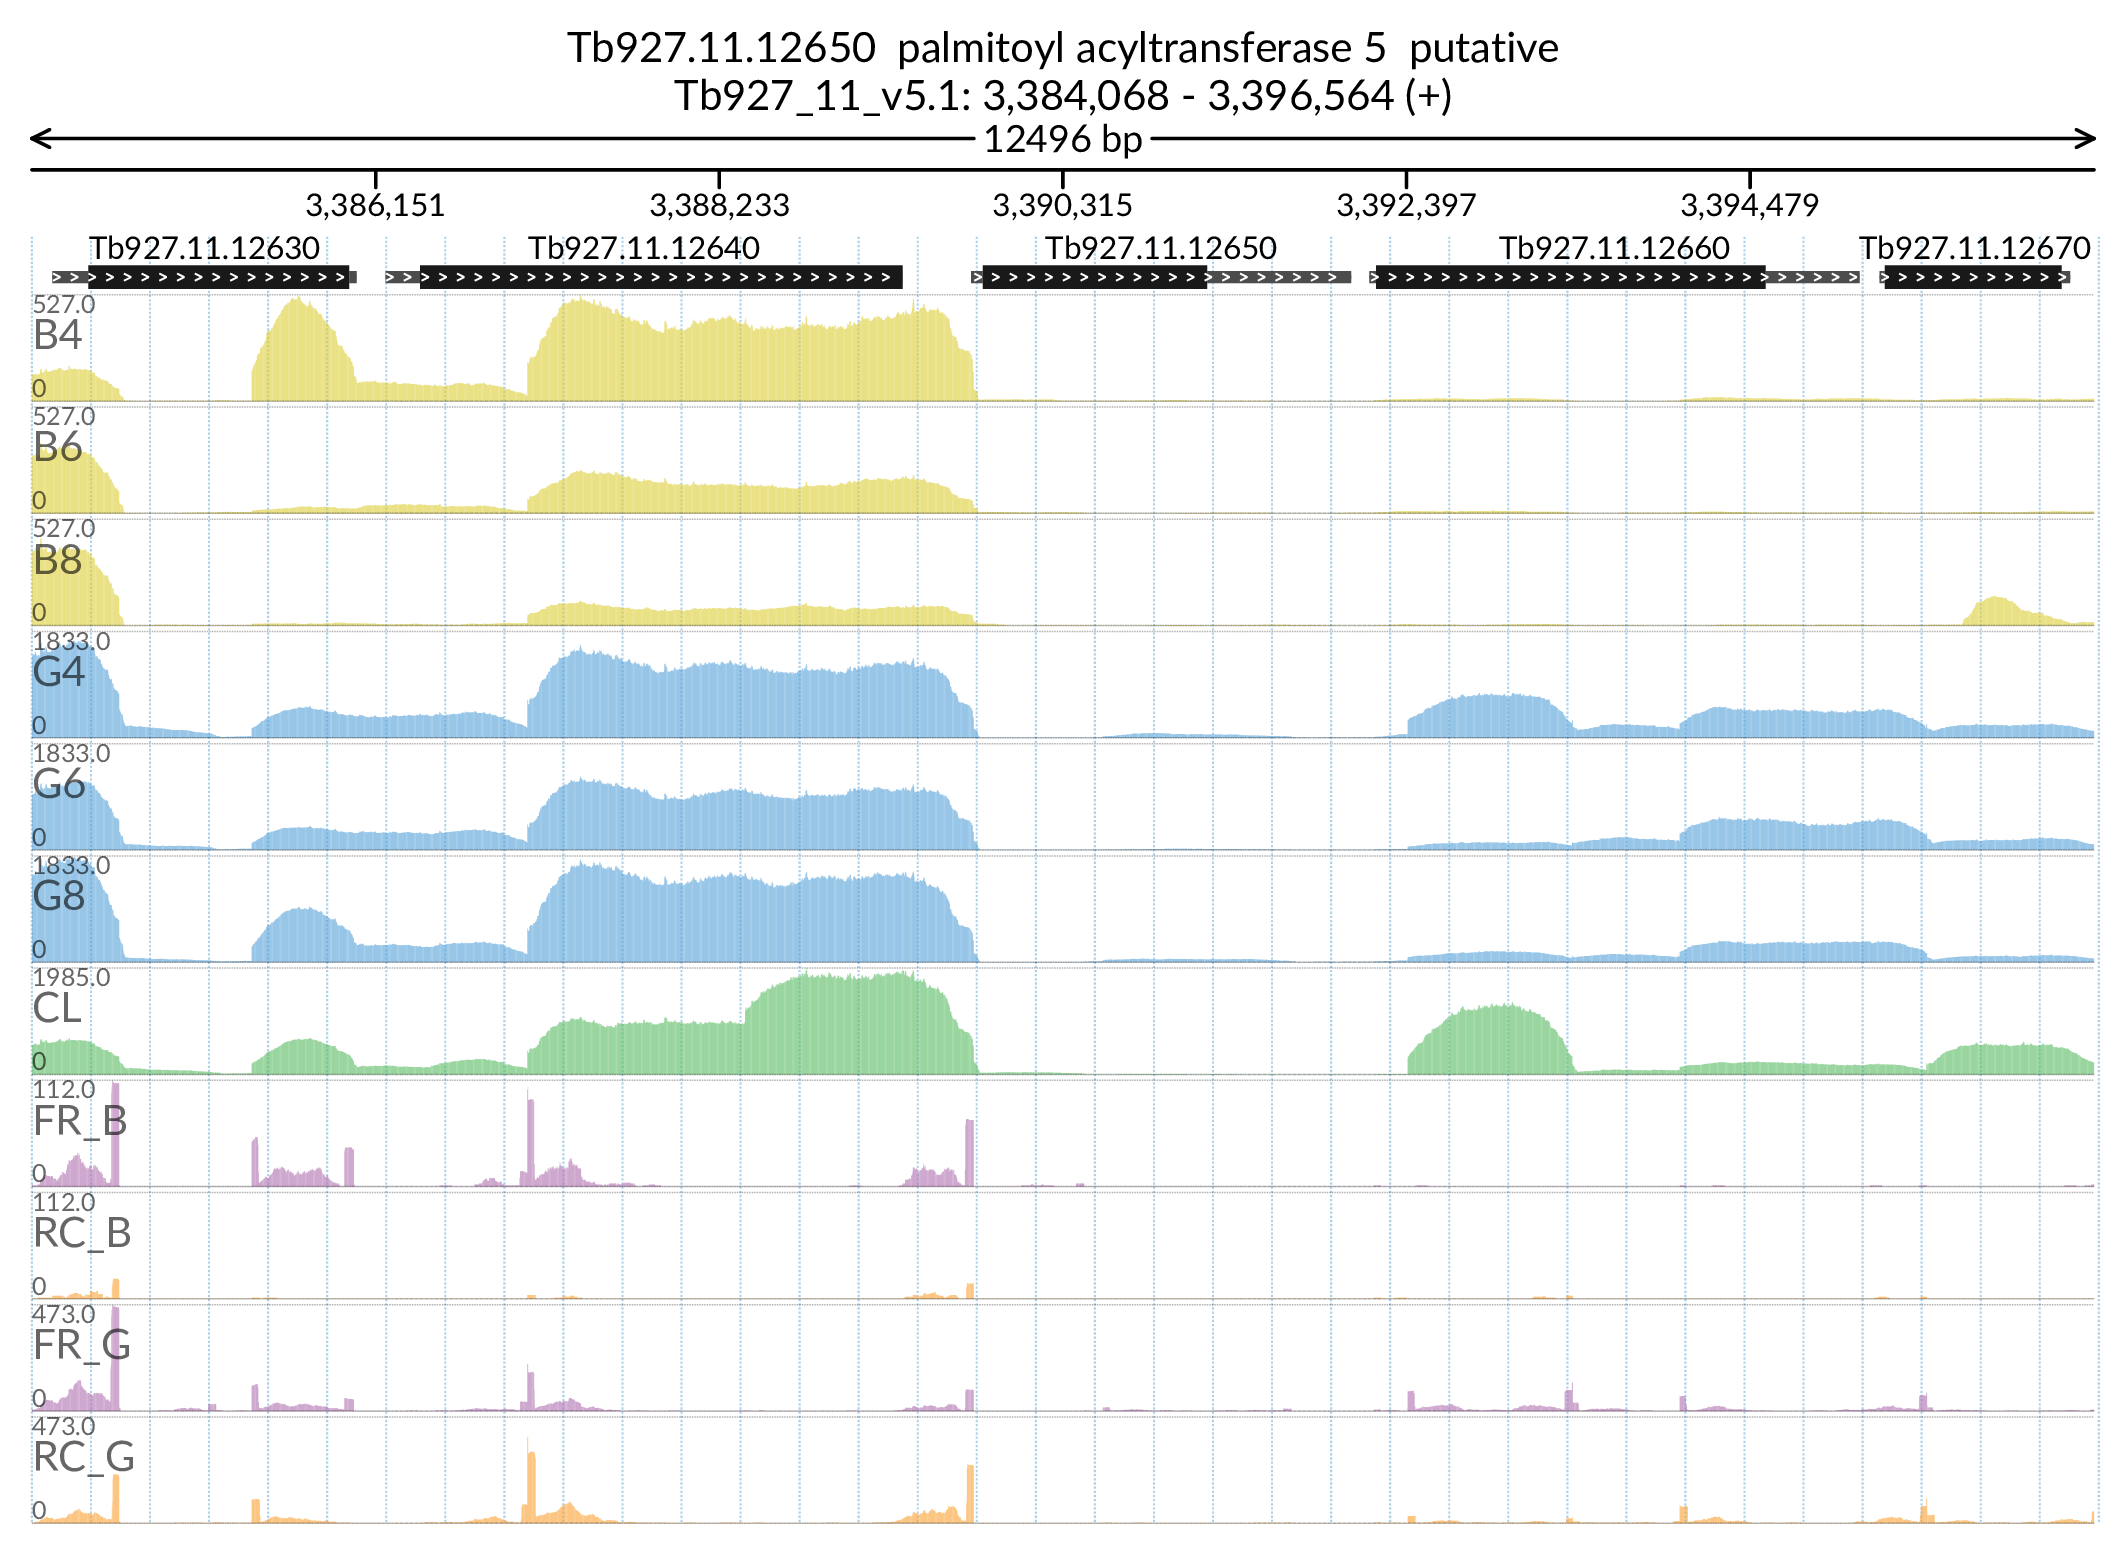 Tb927.11.12650  palmitoyl acyltransferase 5  putative
Tb927_11_v5.1: 3,384,068 - 3,396,564 (+)
12496 bp
3,386,151 3,388,233 3,390,315 3,392,397 3,394,479
Tb927.11.12630 Tb927.11.12640 Tb927.11.12650 Tb927.11.12660 Tb927.11.12670
527.0
B4
0
527.0
B6
0
527.0
B8
0
1833.0
G4
0
1833.0
G6
0
1833.0
G8
0
1985.0
CL
0
112.0
FR_B
0
112.0
RC_B
0
473.0
FR_G
0
473.0
RC_G
0